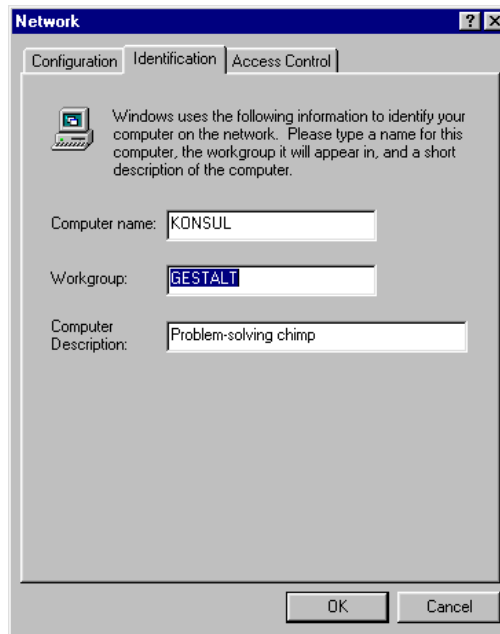 Network
Configuration Identification Access Control
Windows uses the following information to identify your
computer on the network. Please type a name for this
computer, the workgroup it will appear in, and a short
description of the computer.
Computer name: KONSUL
Workgroup: GESTALT
Computer
Description: Problem-solving chimp
OK Cancel